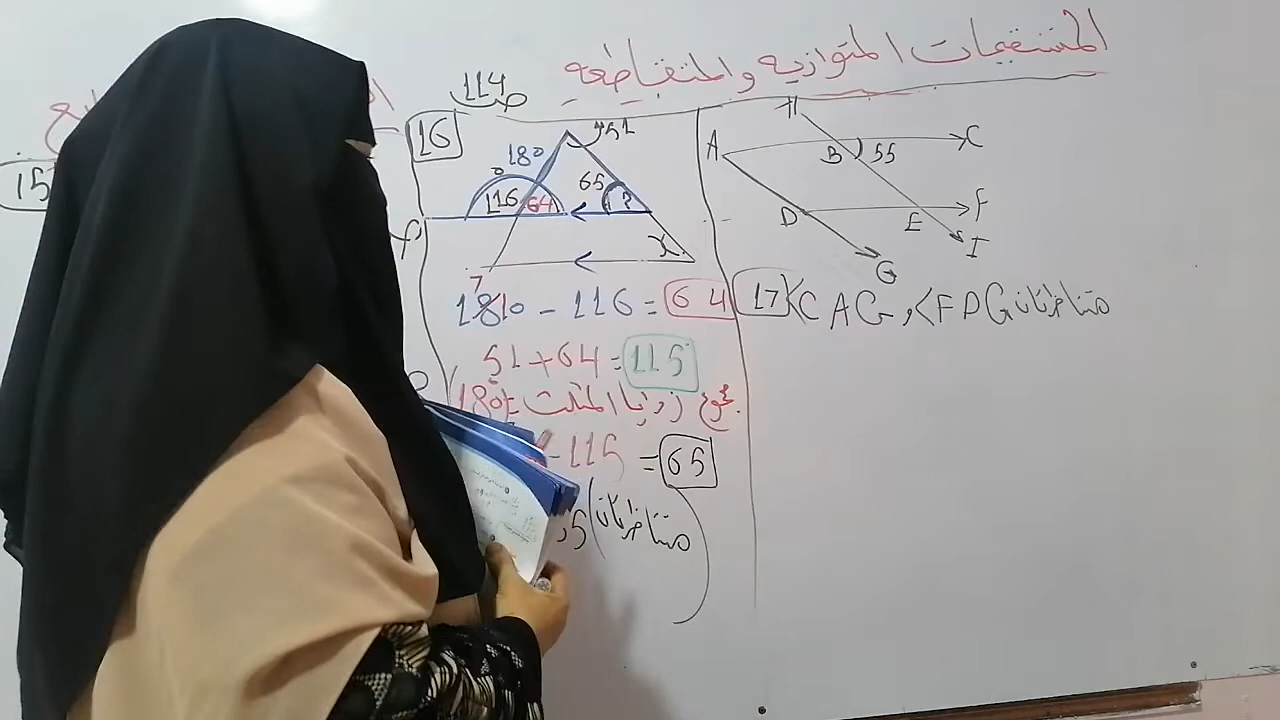 المستقيمات المتوازية والمتقاطعة
ص 114
15
16
51
180
65
116
64
?
X
180 - 116 = 64
51 + 64 = 115
مجموع زوايا المثلث = 180
- 115 = 65
(متناظرتان)
H
A
B
C
55
D
E
F
I
G
17
<CAG و <FDG متناظرتان